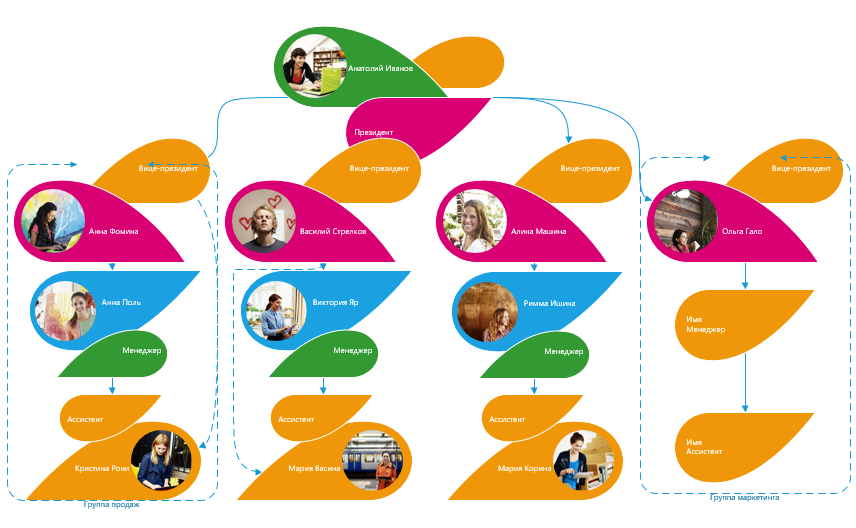 Анатолий Иванов
Президент
Вице-президент
Вице-президент
Вице-президент
Вице-президент
Анна Фомина
Василий Стрелков
Алина Машина
Ольга Гало
Анна Поль
Виктория Яр
Римма Ишина
Имя
Менеджер
Менеджер
Менеджер
Менеджер
Ассистент
Ассистент
Ассистент
Имя
Ассистент
Кристина Рони
Мария Васина
Мария Корина
Группа продаж
Группа маркетинга